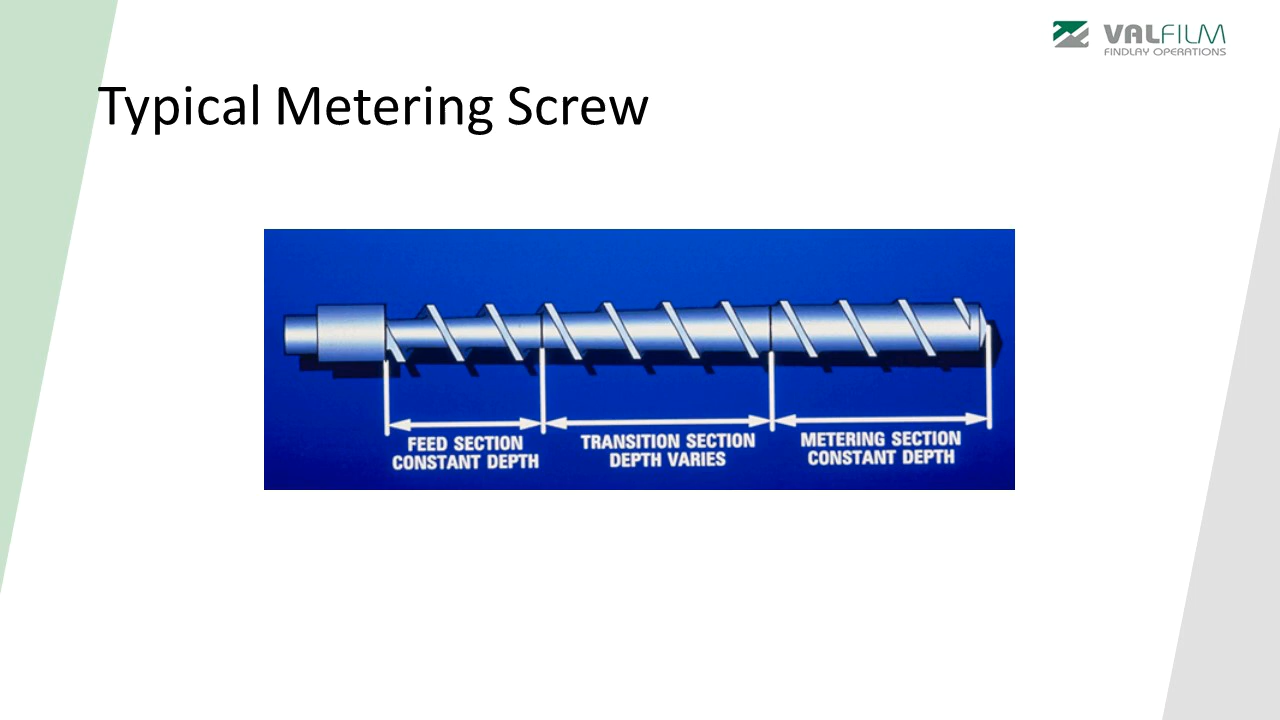 VALFILM
FINDLAY OPERATIONS
Typical Metering Screw
FEED SECTION
CONSTANT DEPTH
TRANSITION SECTION
DEPTH VARIES
METERING SECTION
CONSTANT DEPTH